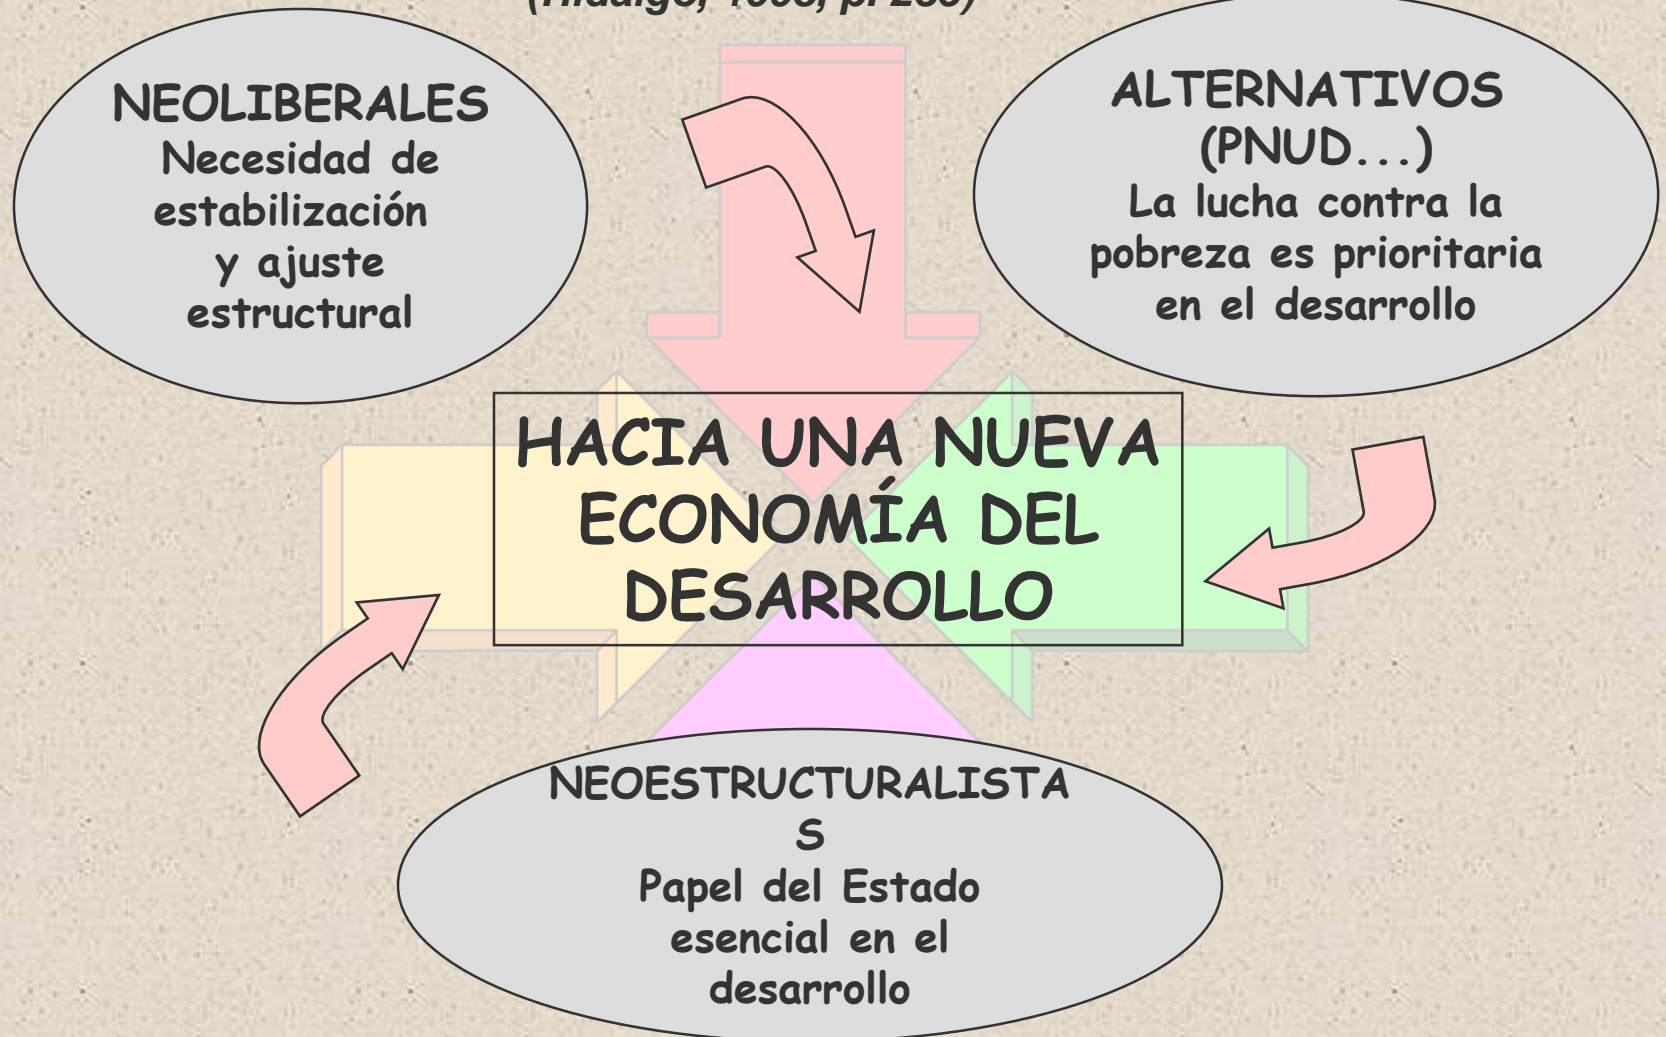 (Hidalgo,
NEOLIBERALES
Necesidad de
estabilización
y ajuste
estructural
ALTERNATIVOS
(PNUD...)
La lucha contra la
pobreza es prioritaria
en el desarrollo
HACIA UNA NUEVA
ECONOMÍA DEL
DESARROLLO
NEOESTRUCTURALISTA
S
Papel del Estado
esencial en el
desarrollo